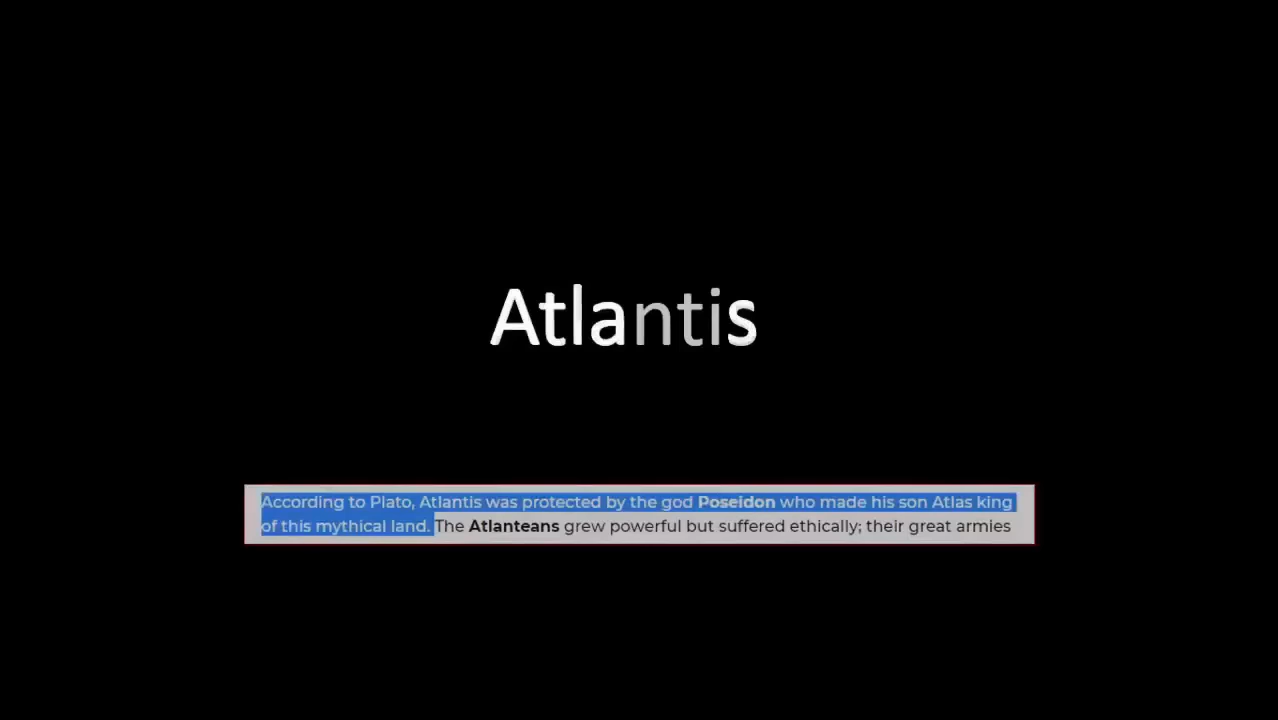 Atlantis
According to Plato, Atlantis was protected by the god Poseidon who made his son Atlas king
of this mythical land. The Atlanteans grew powerful but suffered ethically; their great armies